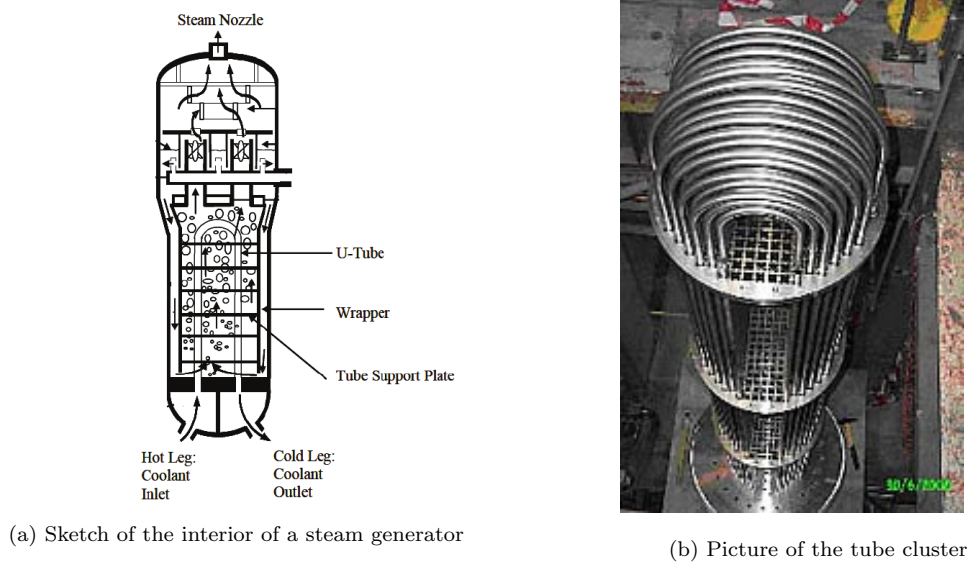 Steam Nozzle
U-Tube
Wrapper
Tube Support Plate
Hot Leg:
Coolant
Inlet
Cold Leg:
Coolant
Outlet
(a) Sketch of the interior of a steam generator
30/6/2000
(b) Picture of the tube cluster